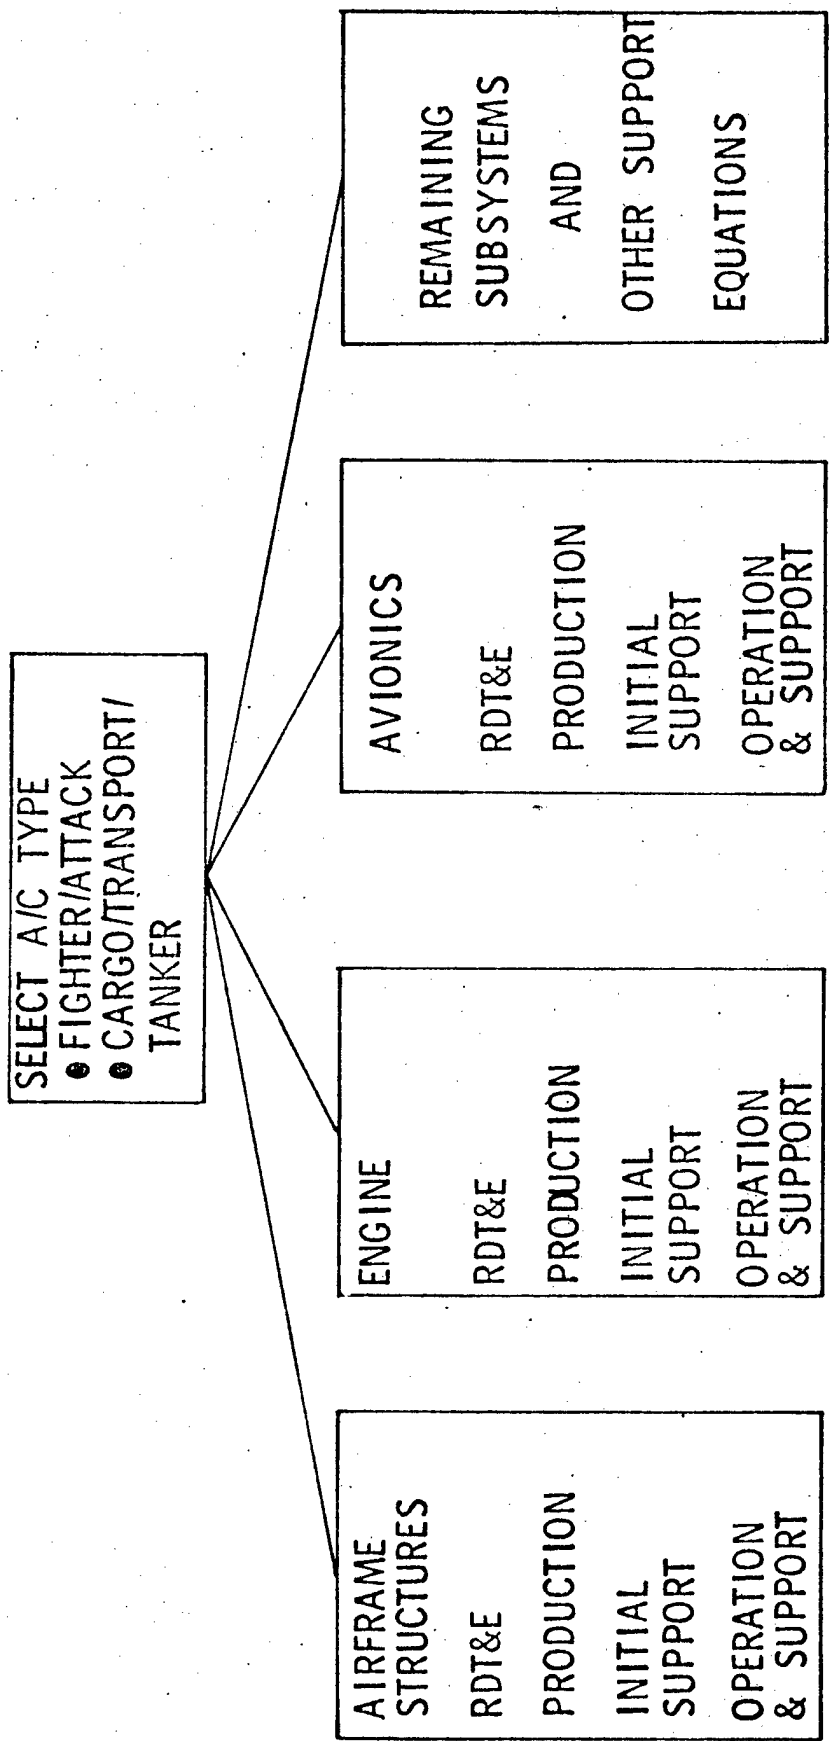 SELECT A/C TYPE
● FIGHTER/ATTACK
● CARGO/TRANSPORT/
TANKER
AIRFRAME
STRUCTURES
RDT&E
PRODUCTION
INITIAL
SUPPORT
OPERATION
& SUPPORT
ENGINE
RDT&E
PRODUCTION
INITIAL
SUPPORT
OPERATION
& SUPPORT
AVIONICS
RDT&E
PRODUCTION
INITIAL
SUPPORT
OPERATION
& SUPPORT
REMAINING
SUBSYSTEMS
AND
OTHER SUPPORT
EQUATIONS